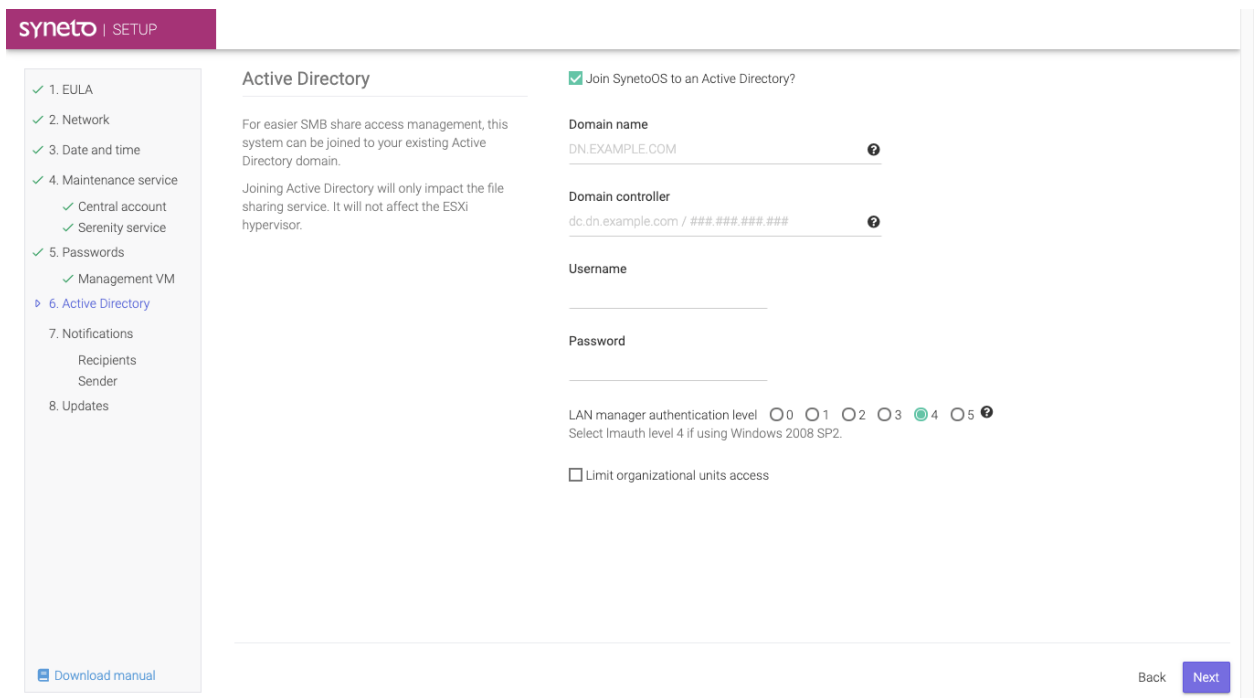 syneto | SETUP
1. EULA
2. Network
3. Date and time
4. Maintenance service
Central account
Serenity service
5. Passwords
Management VM
6. Active Directory
7. Notifications
Recipients
Sender
8. Updates
Download manual
Active Directory
For easier SMB share access management, this
system can be joined to your existing Active
Directory domain.
Joining Active Directory will only impact the file
sharing service. It will not affect the ESXi
hypervisor.
Join SynetoOS to an Active Directory?
Domain name
DN.EXAMPLE.COM
Domain controller
dc.dn.example.com / ###.###.###.###
Username
Password
LAN manager authentication level 0 1 2 3 4 5
Select lmauth level 4 if using Windows 2008 SP2.
Limit organizational units access
Back Next